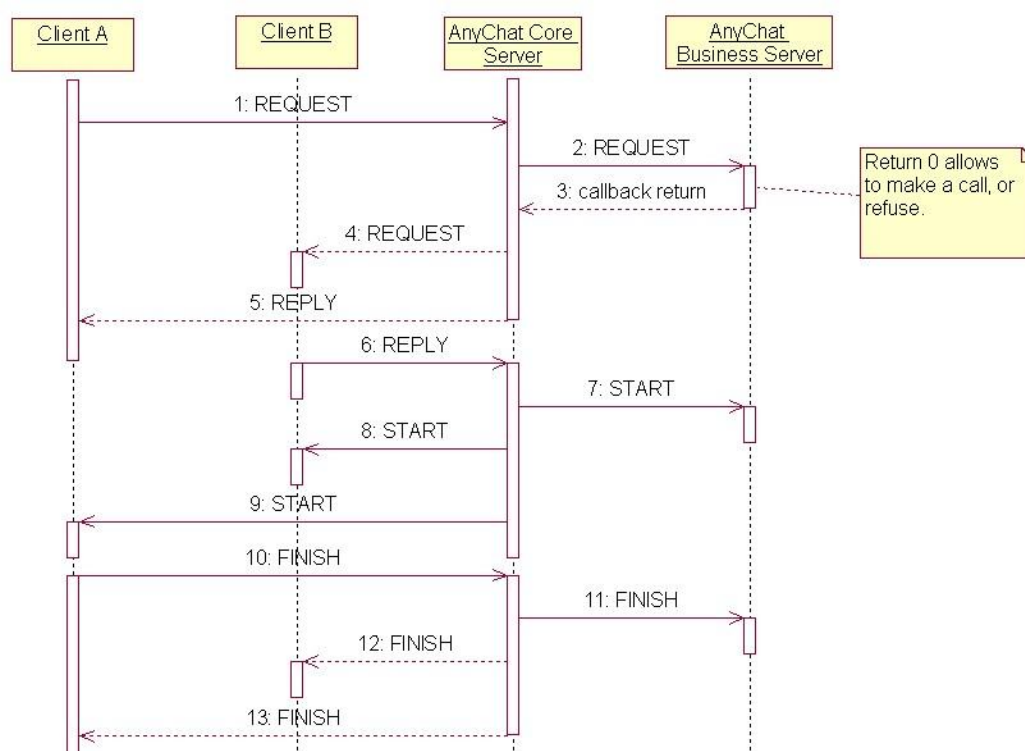 Client A
Client B
AnyChat Core
Server
AnyChat
Business Server
1: REQUEST
2: REQUEST
Return 0 allows
to make a call, or
refuse.
3: callback return
4: REQUEST
5: REPLY
6: REPLY
7: START
8: START
9: START
10: FINISH
11: FINISH
12: FINISH
13: FINISH